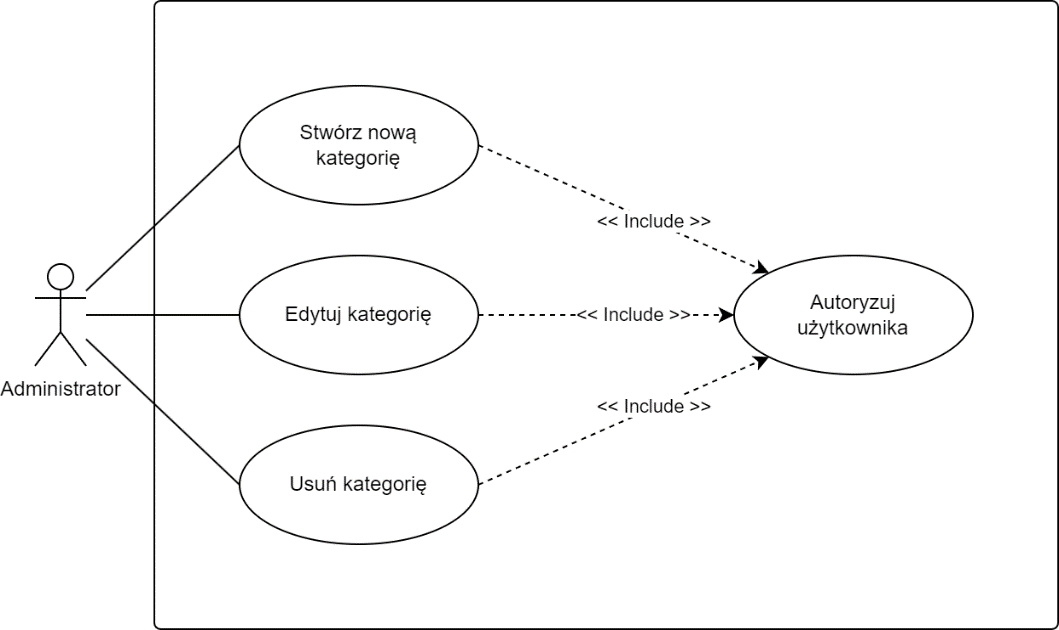 Stwórz nową
kategorię
<< Include >>
Edytuj kategorię
<< Include >>
Autoryzuj
użytkownika
Administrator
<< Include >>
Usuń kategorię